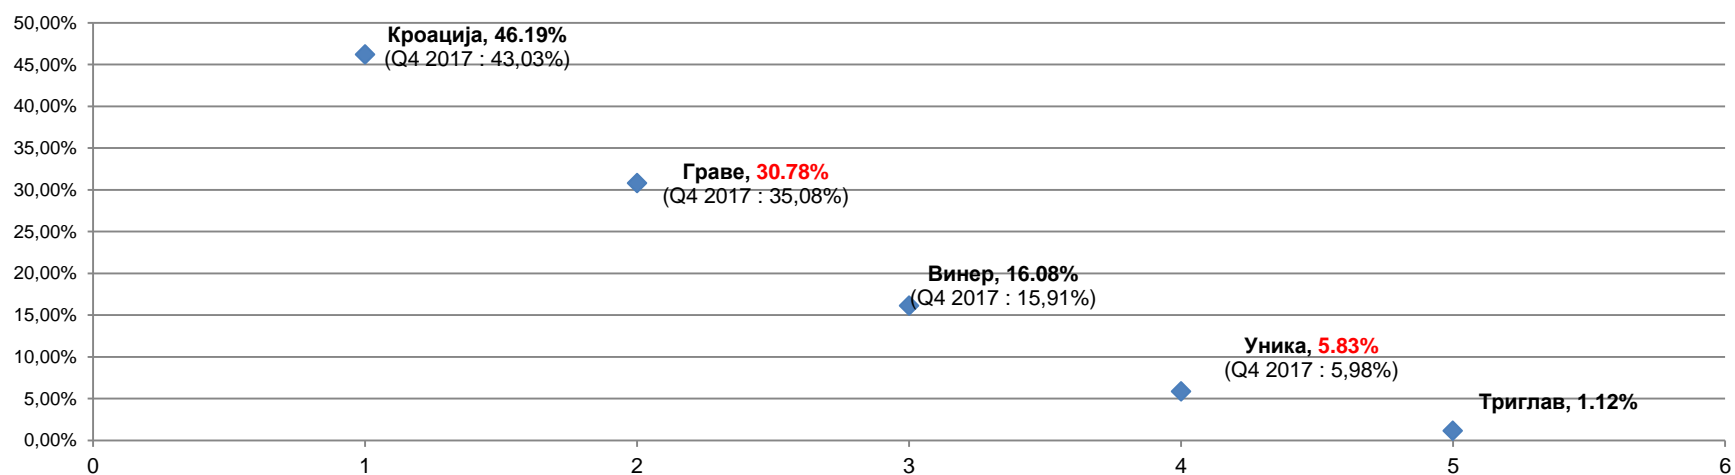 50,00%
45,00%
40,00%
35,00%
30,00%
25,00%
20,00%
15,00%
10,00%
5,00%
0,00%
Кроација, 46.19%
(Q4 2017 : 43,03%)
Граве, 30.78%
(Q4 2017 : 35,08%)
Винер, 16.08%
(Q4 2017 : 15,91%)
Уника, 5.83%
(Q4 2017 : 5,98%)
Триглав, 1.12%
0 1 2 3 4 5 6